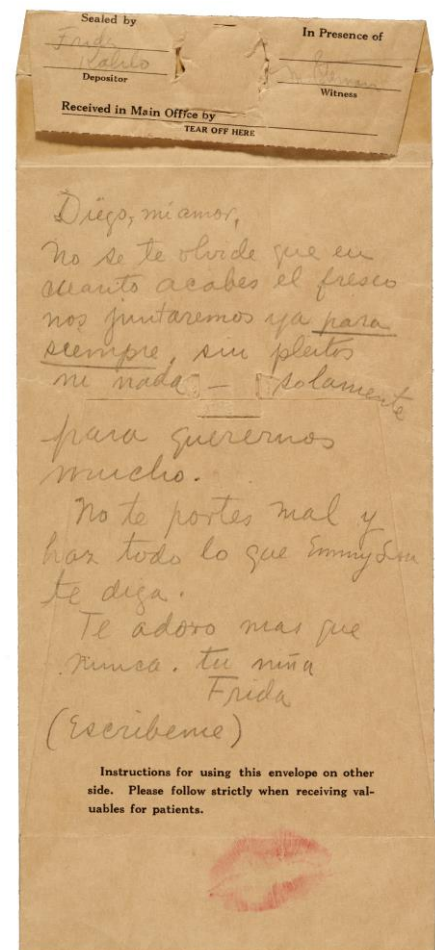 Sealed by
Frida
Kahlo
Depositor
In Presence of
Witness
Received in Main Office by
TEAR OFF HERE
Diego, mi amor,
No se te olvide que en
cuanto acabes el fresco
nos juntaremos ya para
siempre, sin pleitos
ni nada – solamente
para querernos
mucho.
No te portes mal y
haz todo lo que Emmy Lou
te diga.
Te adoro mas que
nunca. tu niña
Frida
(Escribeme)
Instructions for using this envelope on other
side. Please follow strictly when receiving val-
uables for patients.